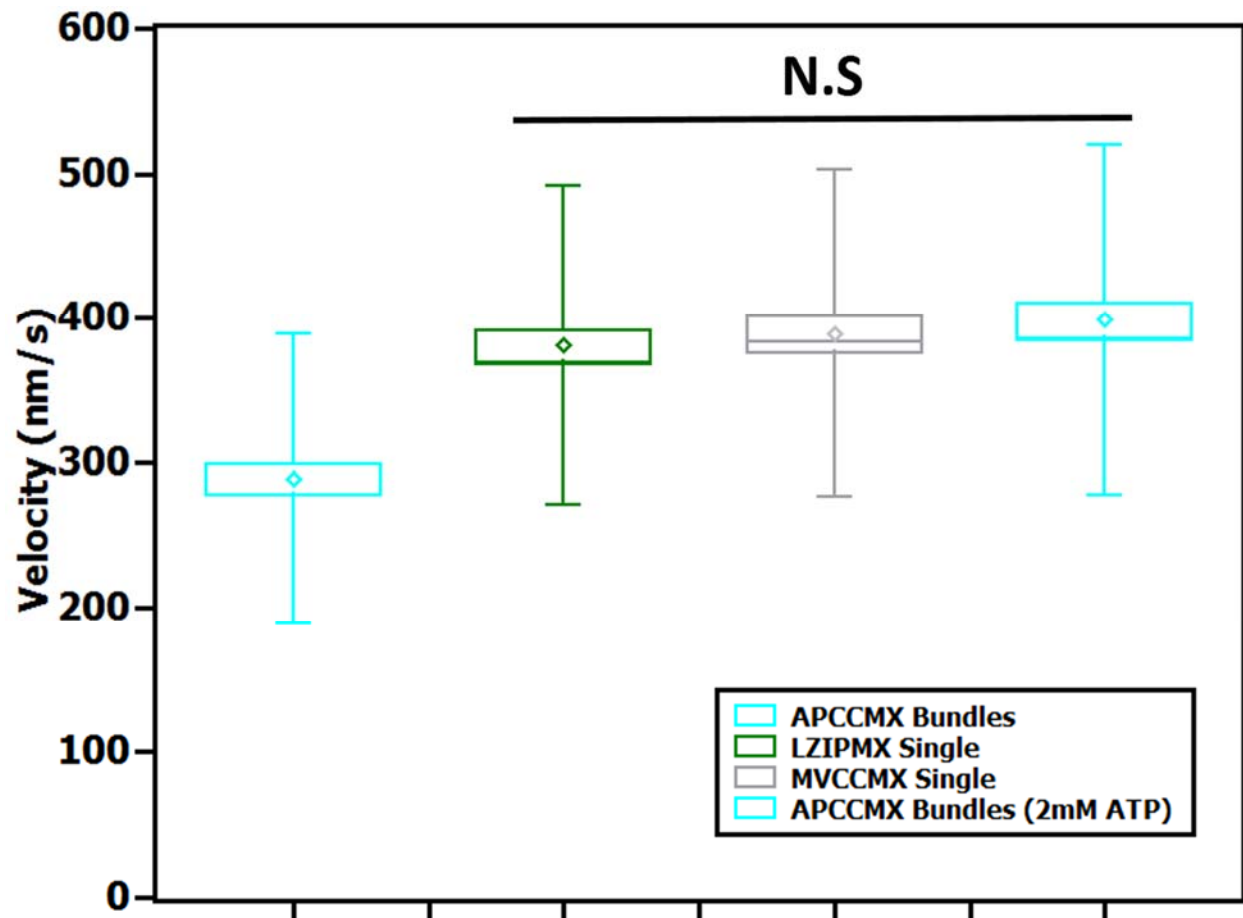 600
N.S
500
400
300
200
100
0
Velocity (nm/s)
APCCMX Bundles
LZIPMX Single
MVCCMX Single
APCCMX Bundles (2mM ATP)